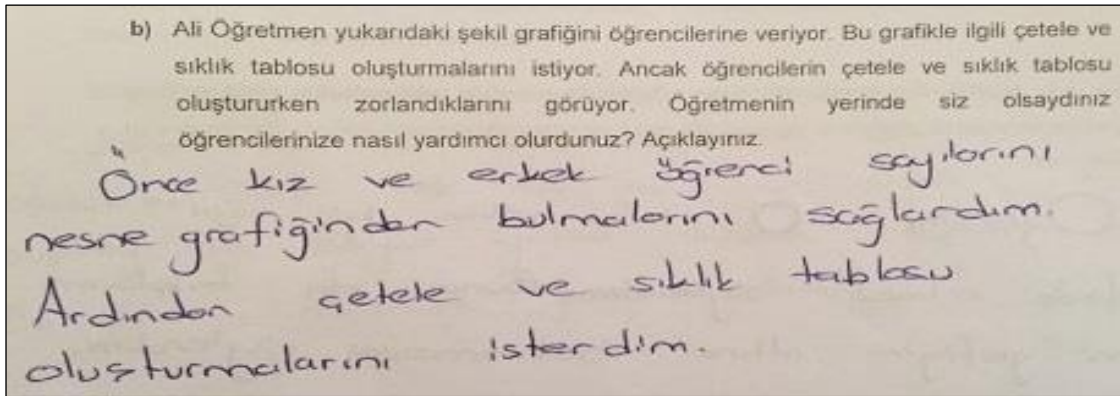 b) Ali Öğretmen yukarıdaki şekil grafiğini öğrencilerine veriyor. Bu grafikle ilgili çetele ve
sıklık tablosu oluşturmalarını istiyor. Ancak öğrencilerin çetele ve sıklık tablosu
oluştururken zorlandıklarını görüyor. Öğretmenin yerinde siz olsaydınız
öğrencilerinize nasıl yardımcı olurdunuz? Açıklayınız.
Önce kız ve erkek öğrenci sayılarını
nesne grafiğinden bulmalarını sağlardım.
Ardından çetele ve sıklık tablosu
oluşturmalarını isterdim.